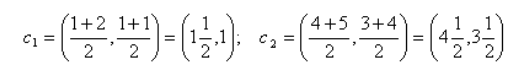 c₁ = ((1+2)/2, (1+1)/2) = (1 1/2, 1); c₂ = ((4+5)/2, (3+4)/2) = (4 1/2, 3 1/2)